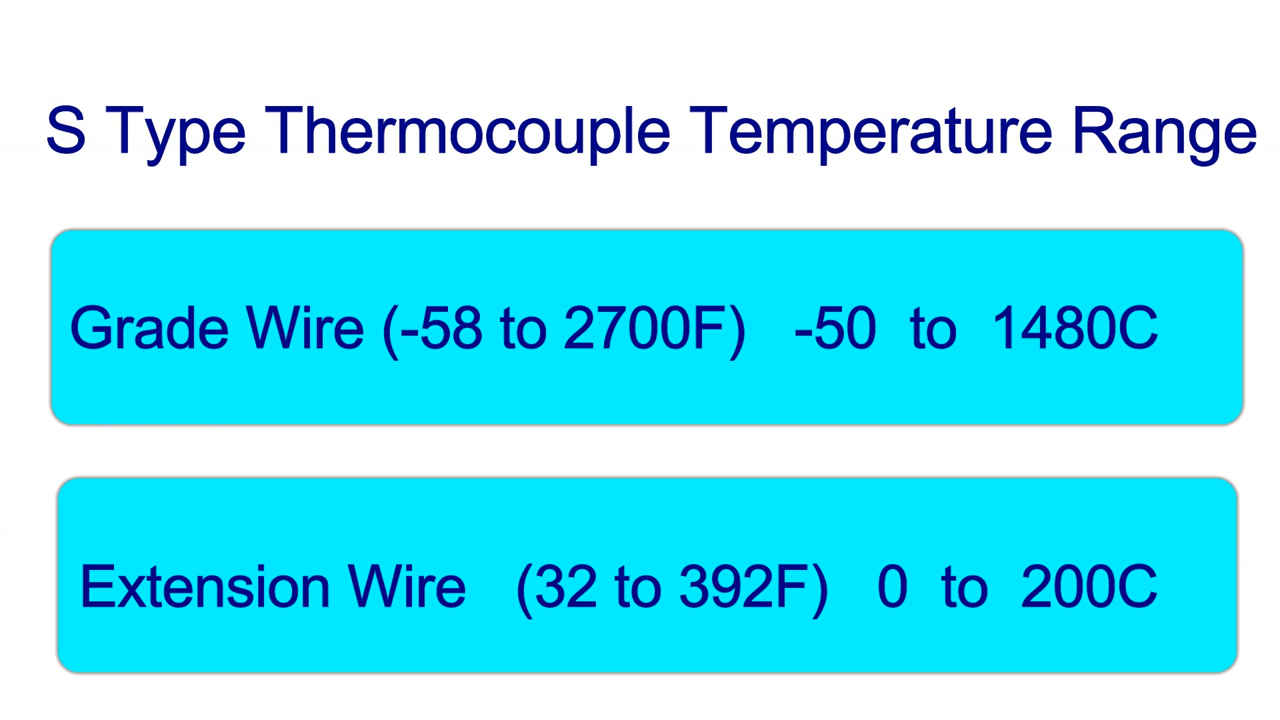 S Type Thermocouple Temperature Range
Grade Wire (-58 to 2700F) -50 to 1480C
Extension Wire (32 to 392F) 0 to 200C